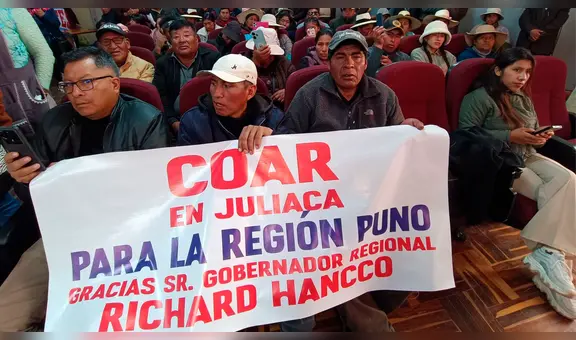 COAR
EN JULIACA
PARA LA REGIÓN PUNO
GRACIAS SR. GOBERNADOR REGIONAL
RICHARD HANCCO